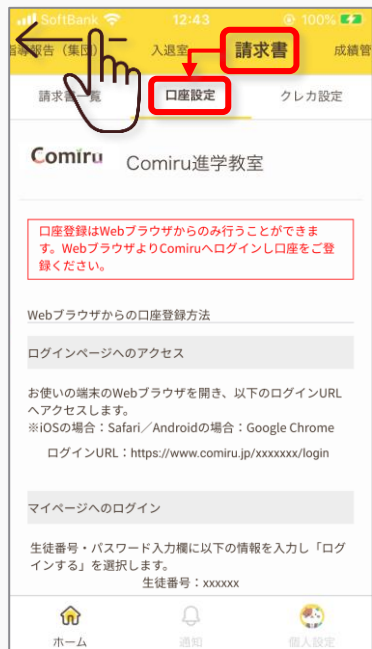 SoftBank 12:43 100%
報告（集団） 入退室 請求書 成績管
請求書一覧 口座設定 クレカ設定
Comiru Comiru進学教室
口座登録はWebブラウザからのみ行うことができま
す。WebブラウザよりComiruへログインし口座をご登
録ください。
Webブラウザからの口座登録方法
ログインページへのアクセス
お使いの端末のWebブラウザを開き、以下のログインURL
へアクセスします。
※iOSの場合：Safari／Androidの場合：Google Chrome
ログインURL：https://www.comiru.jp/xxxxxxx/login
マイページへのログイン
生徒番号・パスワード入力欄に以下の情報を入力し「ログ
インする」を選択します。
生徒番号：xxxxxx
ホーム 通知 個人設定